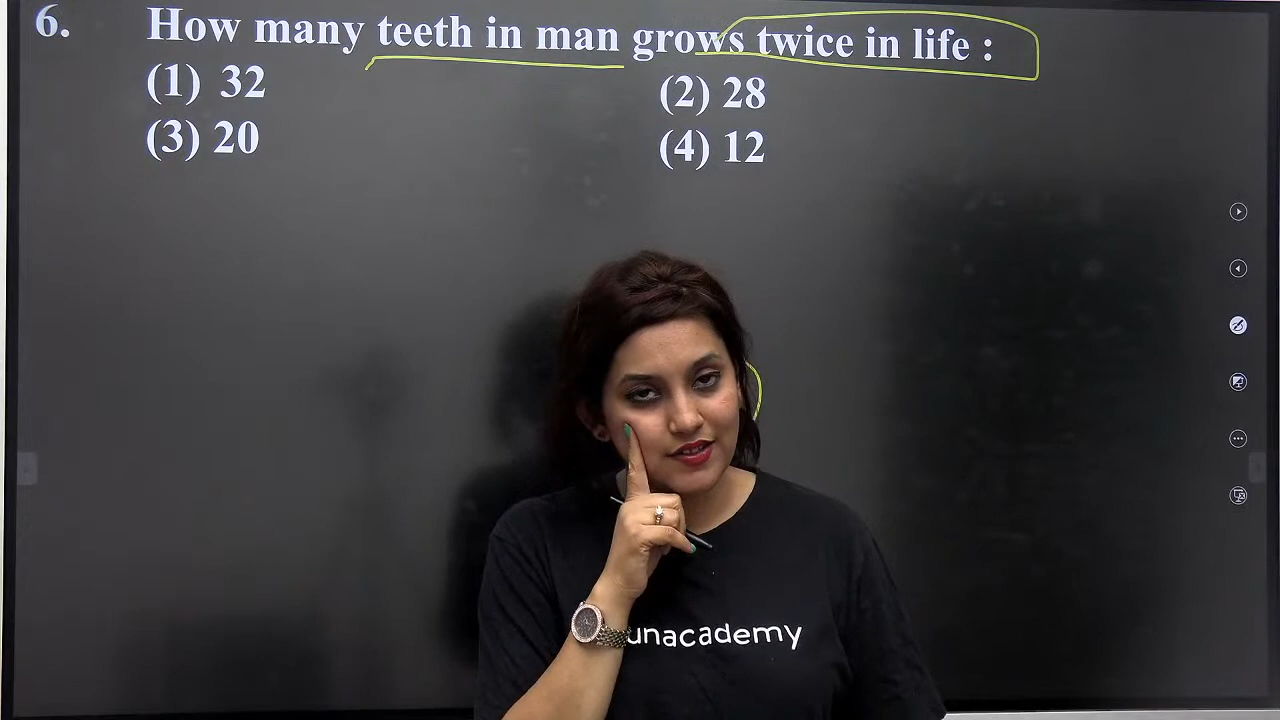 6. How many teeth in man grows twice in life :
(1) 32 (2) 28
(3) 20 (4) 12
unacademy